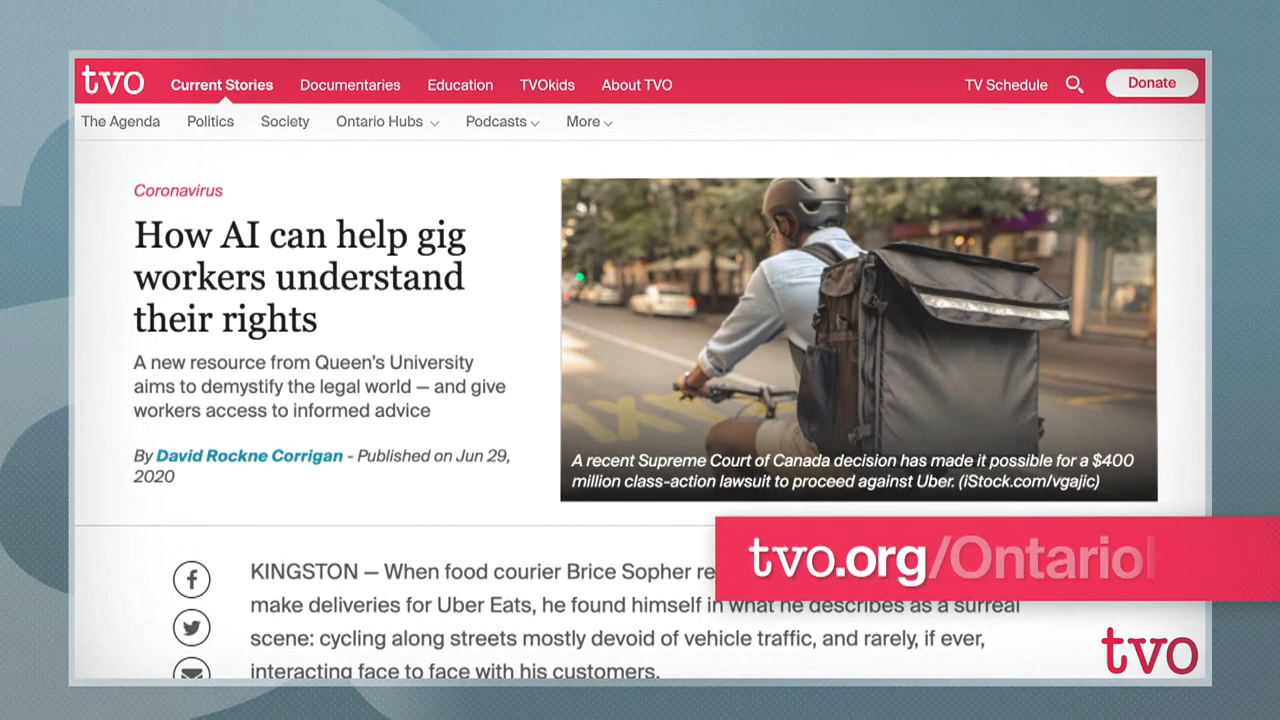 tvo Current Stories Documentaries Education TVOkids About TVO TV Schedule Donate
The Agenda Politics Society Ontario Hubs Podcasts More
Coronavirus
How AI can help gig
workers understand
their rights
A new resource from Queen's University
aims to demystify the legal world — and give
workers access to informed advice
By David Rockne Corrigan - Published on Jun 29,
2020
A recent Supreme Court of Canada decision has made it possible for a $400
million class-action lawsuit to proceed against Uber. (iStock.com/vgajic)
tvo.org/Ontario
KINGSTON — When food courier Brice Sopher re
make deliveries for Uber Eats, he found himself in what he describes as a surreal
scene: cycling along streets mostly devoid of vehicle traffic, and rarely, if ever,
interacting face to face with his customers.
tvo